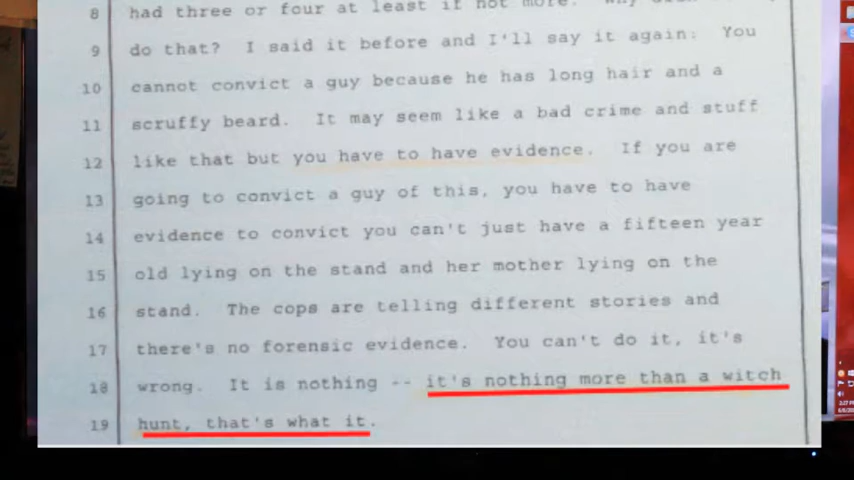 8 had three or four at least if not more. Why
9 do that? I said it before and I'll say it again: You
10 cannot convict a guy because he has long hair and a
11 scruffy beard. It may seem like a bad crime and stuff
12 like that but you have to have evidence. If you are
13 going to convict a guy of this, you have to have
14 evidence to convict you can't just have a fifteen year
15 old lying on the stand and her mother lying on the
16 stand. The cops are telling different stories and
17 there's no forensic evidence. You can't do it, it's
18 wrong. It is nothing -- it's nothing more than a witch
19 hunt, that's what it.